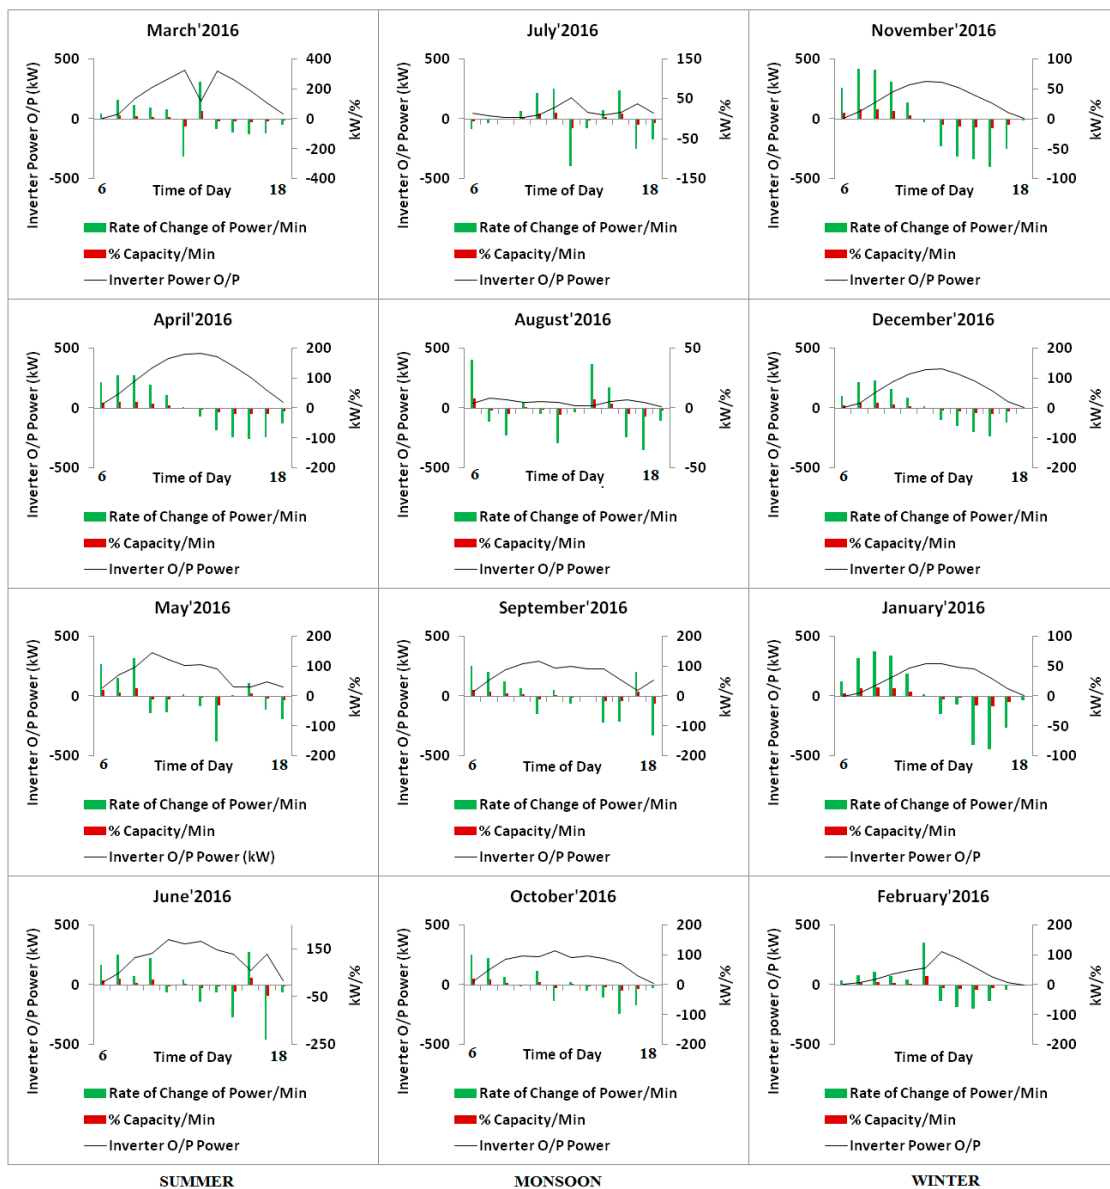 March'2016
500
0
-500
400
200
0
-200
-400
Inverter Power O/P (kW)
kW/%
6
Time of Day
18
Rate of Change of Power/Min
% Capacity/Min
Inverter Power O/P
July'2016
500
0
-500
150
50
-50
-150
Inverter O/P Power (kW)
kW/%
6
Time of Day
18
Rate of Change of Power/Min
% Capacity/Min
Inverter O/P Power
November'2016
500
0
-500
100
50
0
-50
-100
Inverter O/P Power (kW)
kW/%
6
Time of Day
18
Rate of Change of Power/Min
% Capacity/Min
Inverter O/P Power
April'2016
500
0
-500
200
100
0
-100
-200
Inverter O/P Power (kW)
kW/%
6
Time of Day
18
Rate of Change of Power/Min
% Capacity/Min
Inverter O/P Power
August'2016
500
0
-500
50
0
-50
Inverter O/P Power (kW)
kW/%
6
Time of Day
18
Rate of Change of Power/Min
% Capacity/Min
Inverter O/P Power
December'2016
500
0
-500
200
100
0
-100
-200
Inverter O/P Power (kW)
kW/%
6
Time of Day
18
Rate of Change of Power/Min
% Capacity/Min
Inverter O/P Power
May'2016
500
0
-500
200
100
0
-100
-200
Inverter O/P Power (kW)
kW/%
6
Time of Day
18
Rate of Change of Power/Min
% Capacity/Min
Inverter O/P Power (kW)
September'2016
500
0
-500
200
100
0
-100
-200
Inverter O/P Power (kW)
kW/%
6
Time of Day
18
Rate of Change of Power/Min
% Capacity/Min
Inverter O/P Power
January'2016
500
0
-500
100
50
0
-50
-100
Inverter Power O/P (kW)
kW/%
6
Time of Day
18
Rate of Change of Power/Min
% Capacity/Min
Inverter Power O/P
June'2016
500
0
-500
150
-50
-250
Inverter O/P Power (kW)
kW/%
6
Time of Day
18
Rate of Change of Power/Min
% Capacity/Min
Inverter O/P Power
October'2016
500
0
-500
200
100
0
-100
-200
Inverter O/P Power (kW)
kW/%
6
Time of Day
18
Rate of Change of Power/Min
% Capacity/Min
Inverter O/P Power
February'2016
500
0
-500
200
100
0
-100
-200
Inverter power O/P (kW)
kW/%
6
Time of Day
18
Rate of Change of Power/Min
% Capacity/Min
Inverter Power O/P
SUMMER
MONSOON
WINTER